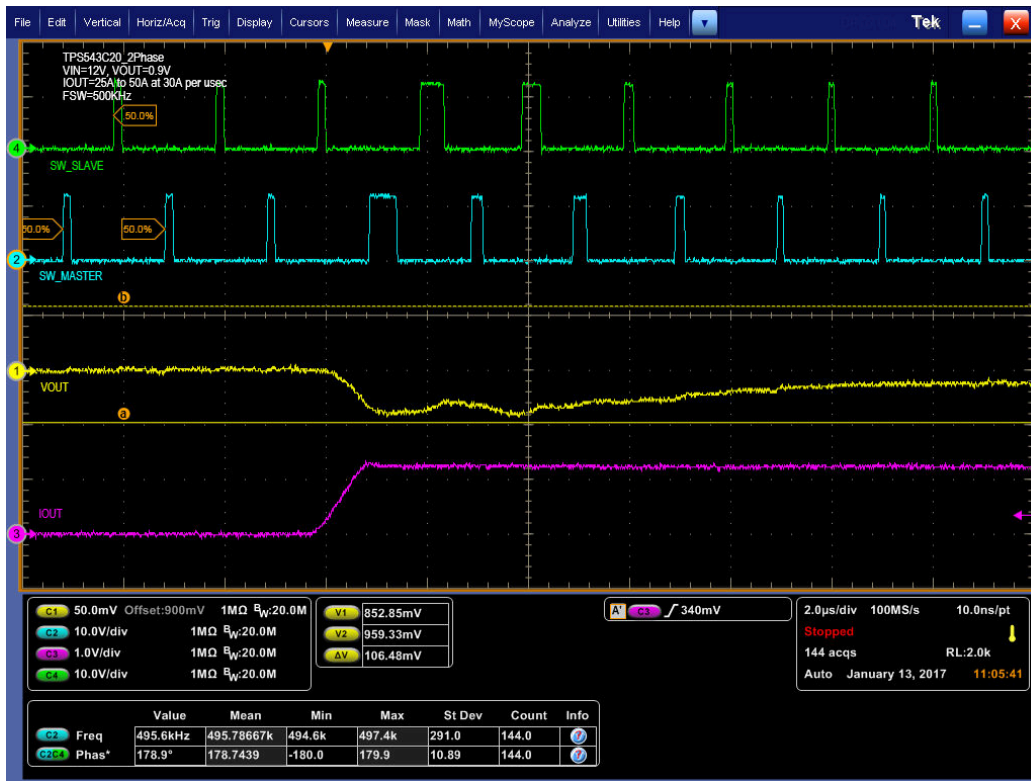 File Edit Vertical Horiz/Acq Trig Display Cursors Measure Mask Math MyScope Analyze Utilities Help Tek X
TPS543C20_2Phase
VIN=12V, VOUT=0.9V
IOUT=25A to 50A at 30A per usec
FSW=500KHz
50.0%
4
SW_SLAVE
50.0% 50.0%
2
SW_MASTER
b
1
VOUT
a
IOUT
3
C1 50.0mV Offset:900mV 1MΩ BW:20.0M
C2 10.0V/div 1MΩ BW:20.0M
C3 1.0V/div 1MΩ BW:20.0M
C4 10.0V/div 1MΩ BW:20.0M
V1 852.85mV
V2 959.33mV
ΔV 106.48mV
A' C3 340mV
2.0µs/div 100MS/s 10.0ns/pt
Stopped
144 acqs RL:2.0k
Auto January 13, 2017 11:05:41
Value Mean Min Max St Dev Count Info
C2 Freq 495.6kHz 495.78667k 494.6k 497.4k 291.0 144.0
C2C4 Phas* 178.9° 178.7439 -180.0 179.9 10.89 144.0